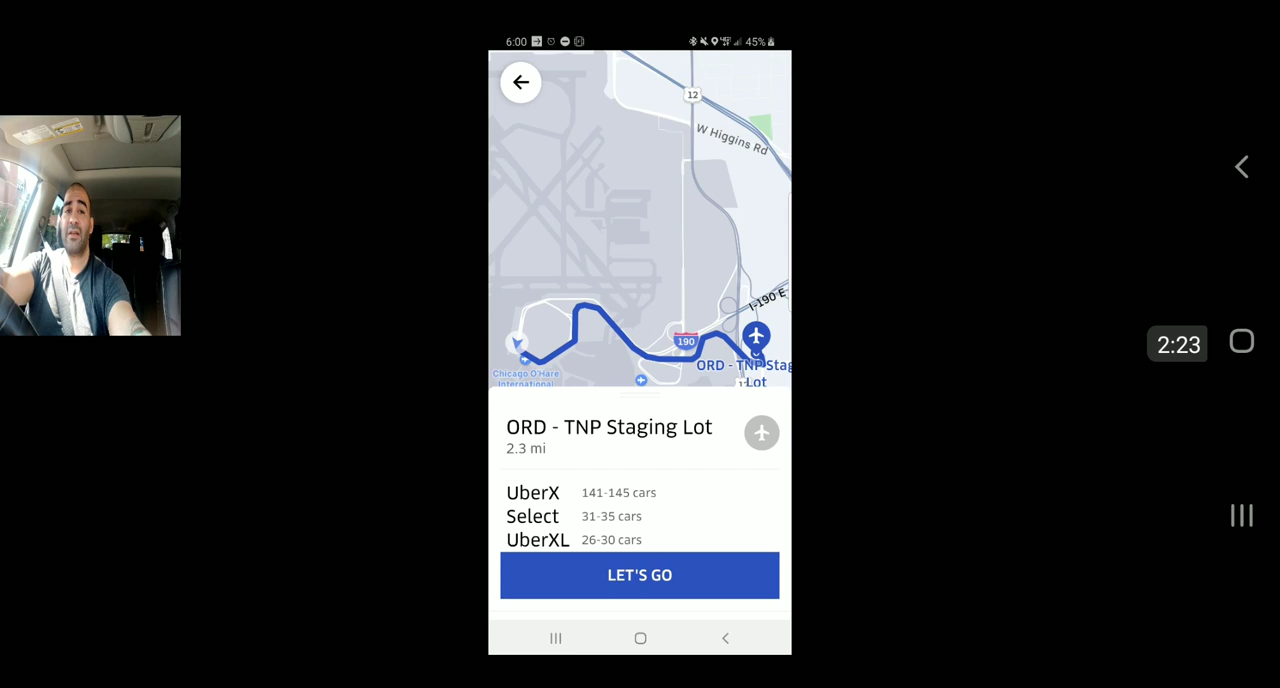 6:00
45%
12
W Higgins Rd
I-190 E
190
ORD - TNP Stag
Lot
Chicago O'Hare
International
2:23
ORD - TNP Staging Lot
2.3 mi
UberX 141-145 cars
Select 31-35 cars
UberXL 26-30 cars
LET'S GO